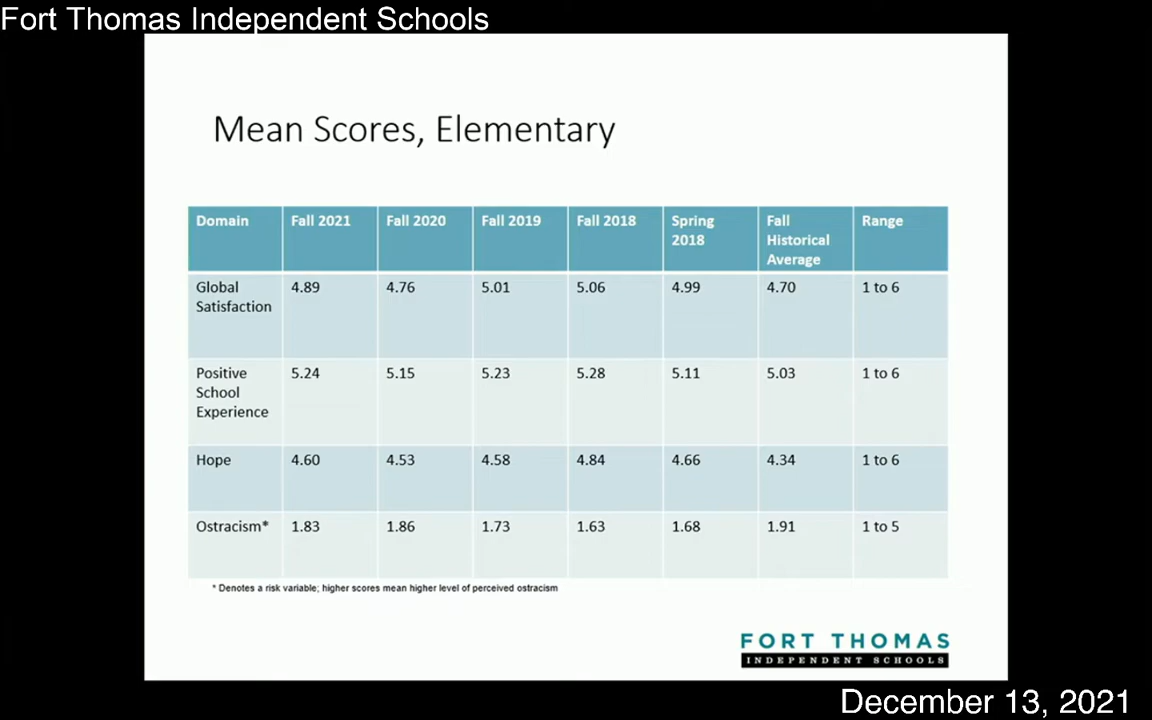 Fort Thomas Independent Schools
Mean Scores, Elementary
Domain Fall 2021 Fall 2020 Fall 2019 Fall 2018 Spring 2018 Fall Historical Average Range
Global Satisfaction 4.89 4.76 5.01 5.06 4.99 4.70 1 to 6
Positive School Experience 5.24 5.15 5.23 5.28 5.11 5.03 1 to 6
Hope 4.60 4.53 4.58 4.84 4.66 4.34 1 to 6
Ostracism* 1.83 1.86 1.73 1.63 1.68 1.91 1 to 5
* Denotes a risk variable; higher scores mean higher level of perceived ostracism
FORT THOMAS
INDEPENDENT SCHOOLS
December 13, 2021